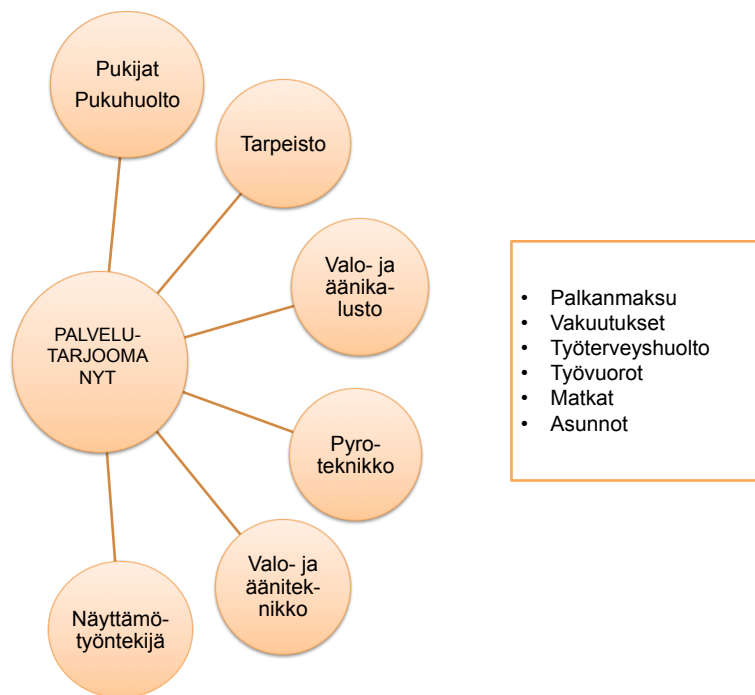 Pukijat
Pukuhuolto
Tarpeisto
Valo- ja
äänika-
lusto
PALVELU-
TARJOOMA
NYT
Pyro-
teknikko
Valo- ja
ääniteк-
nikko
Näyttämö-
työntekijä
• Palkanmaksu
• Vakuutukset
• Työterveyshuolto
• Työvuorot
• Matkat
• Asunnot